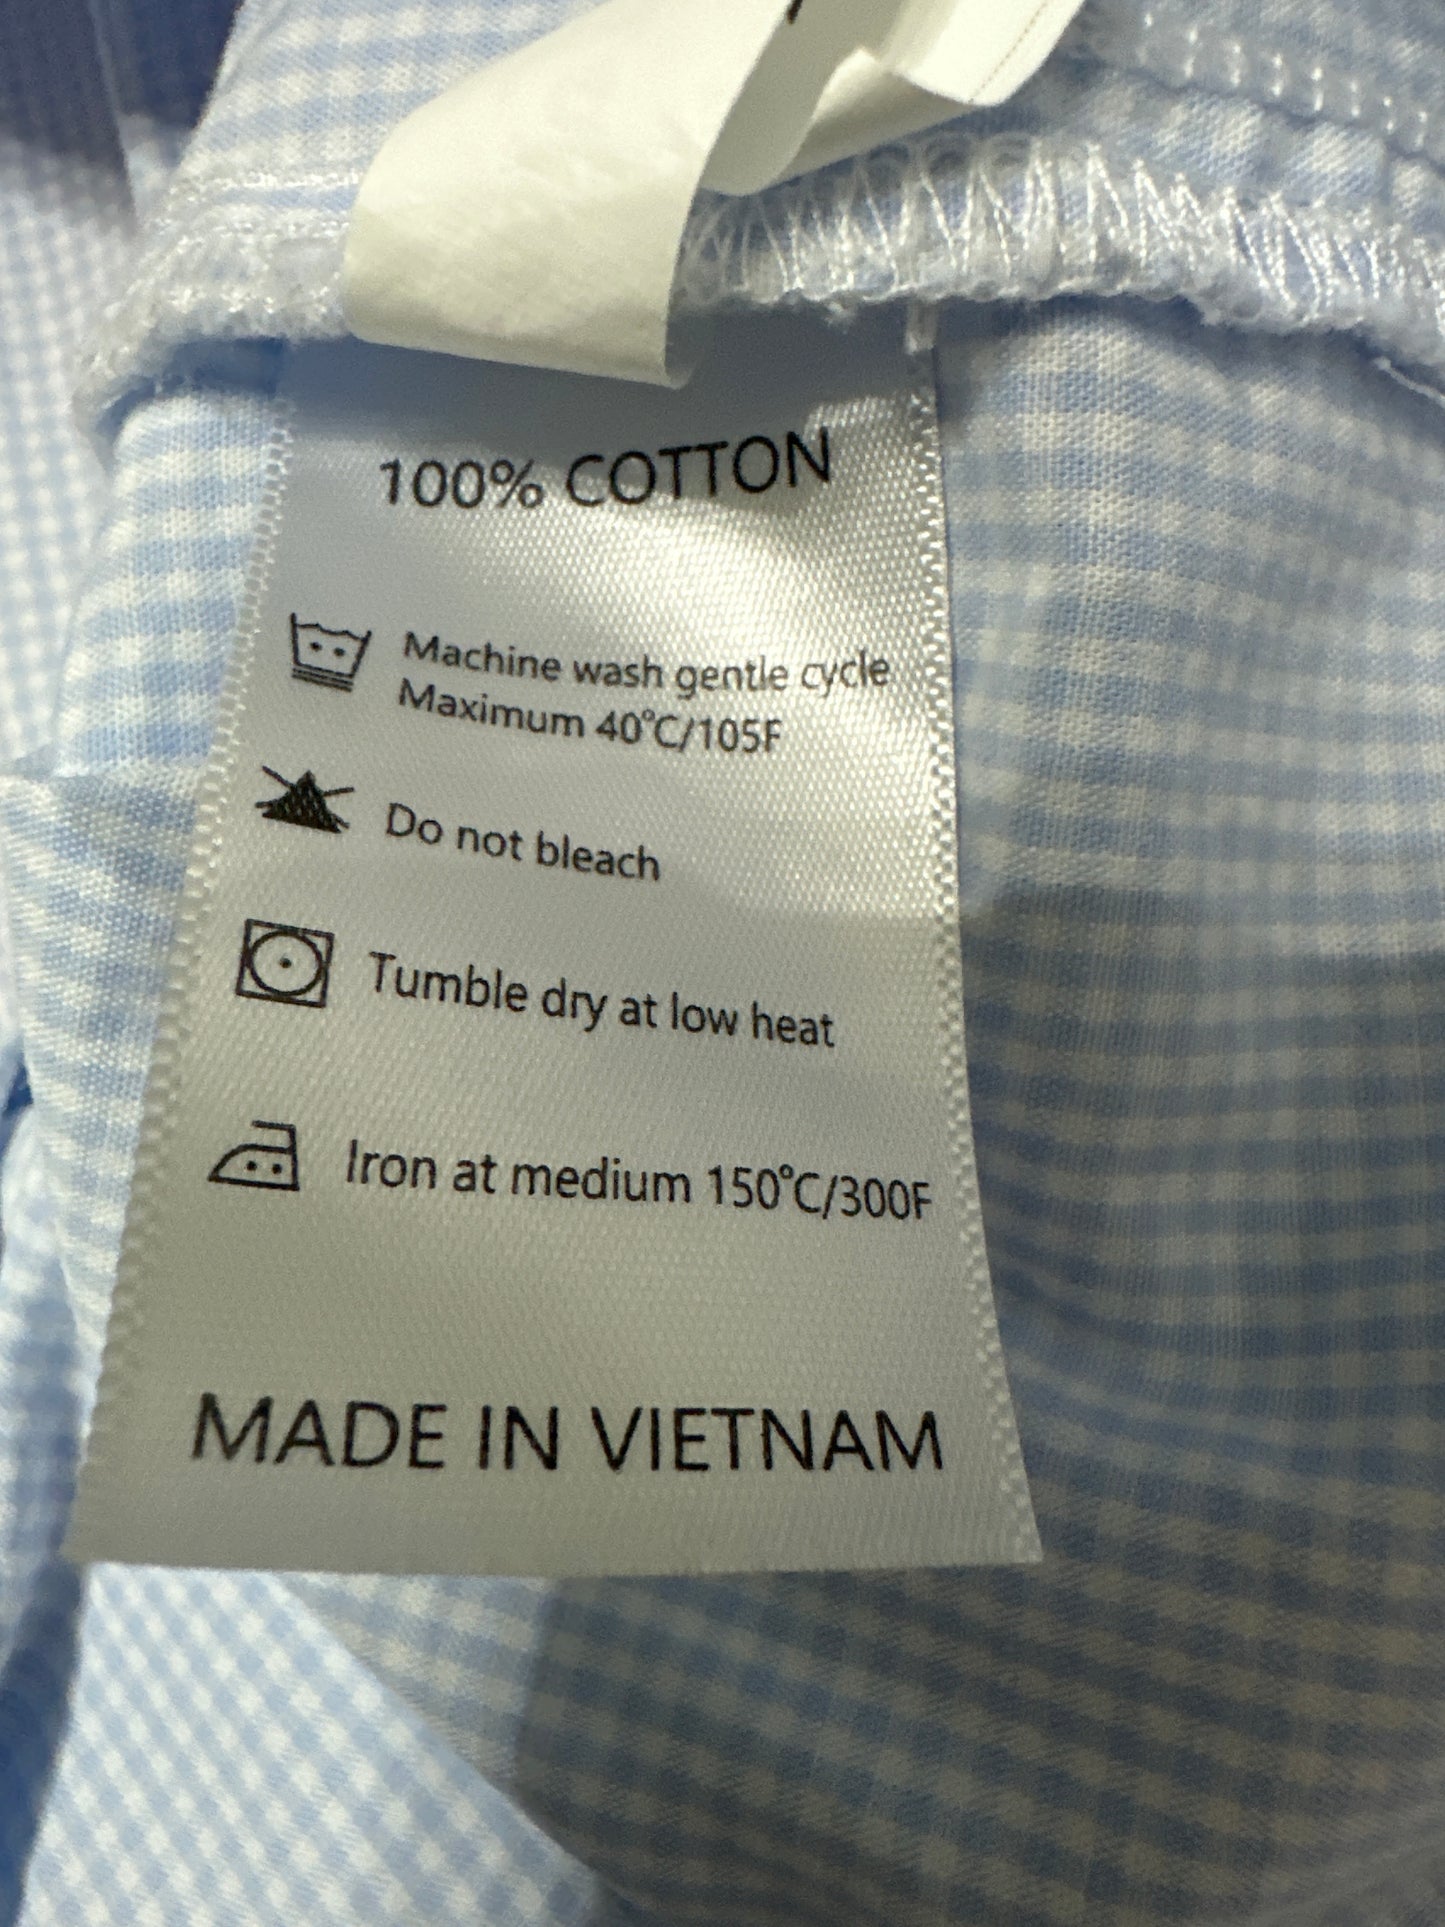 100% COTTON
Machine wash gentle cycle
Maximum 40°C/105F
Do not bleach
Tumble dry at low heat
Iron at medium 150°C/300F
MADE IN VIETNAM